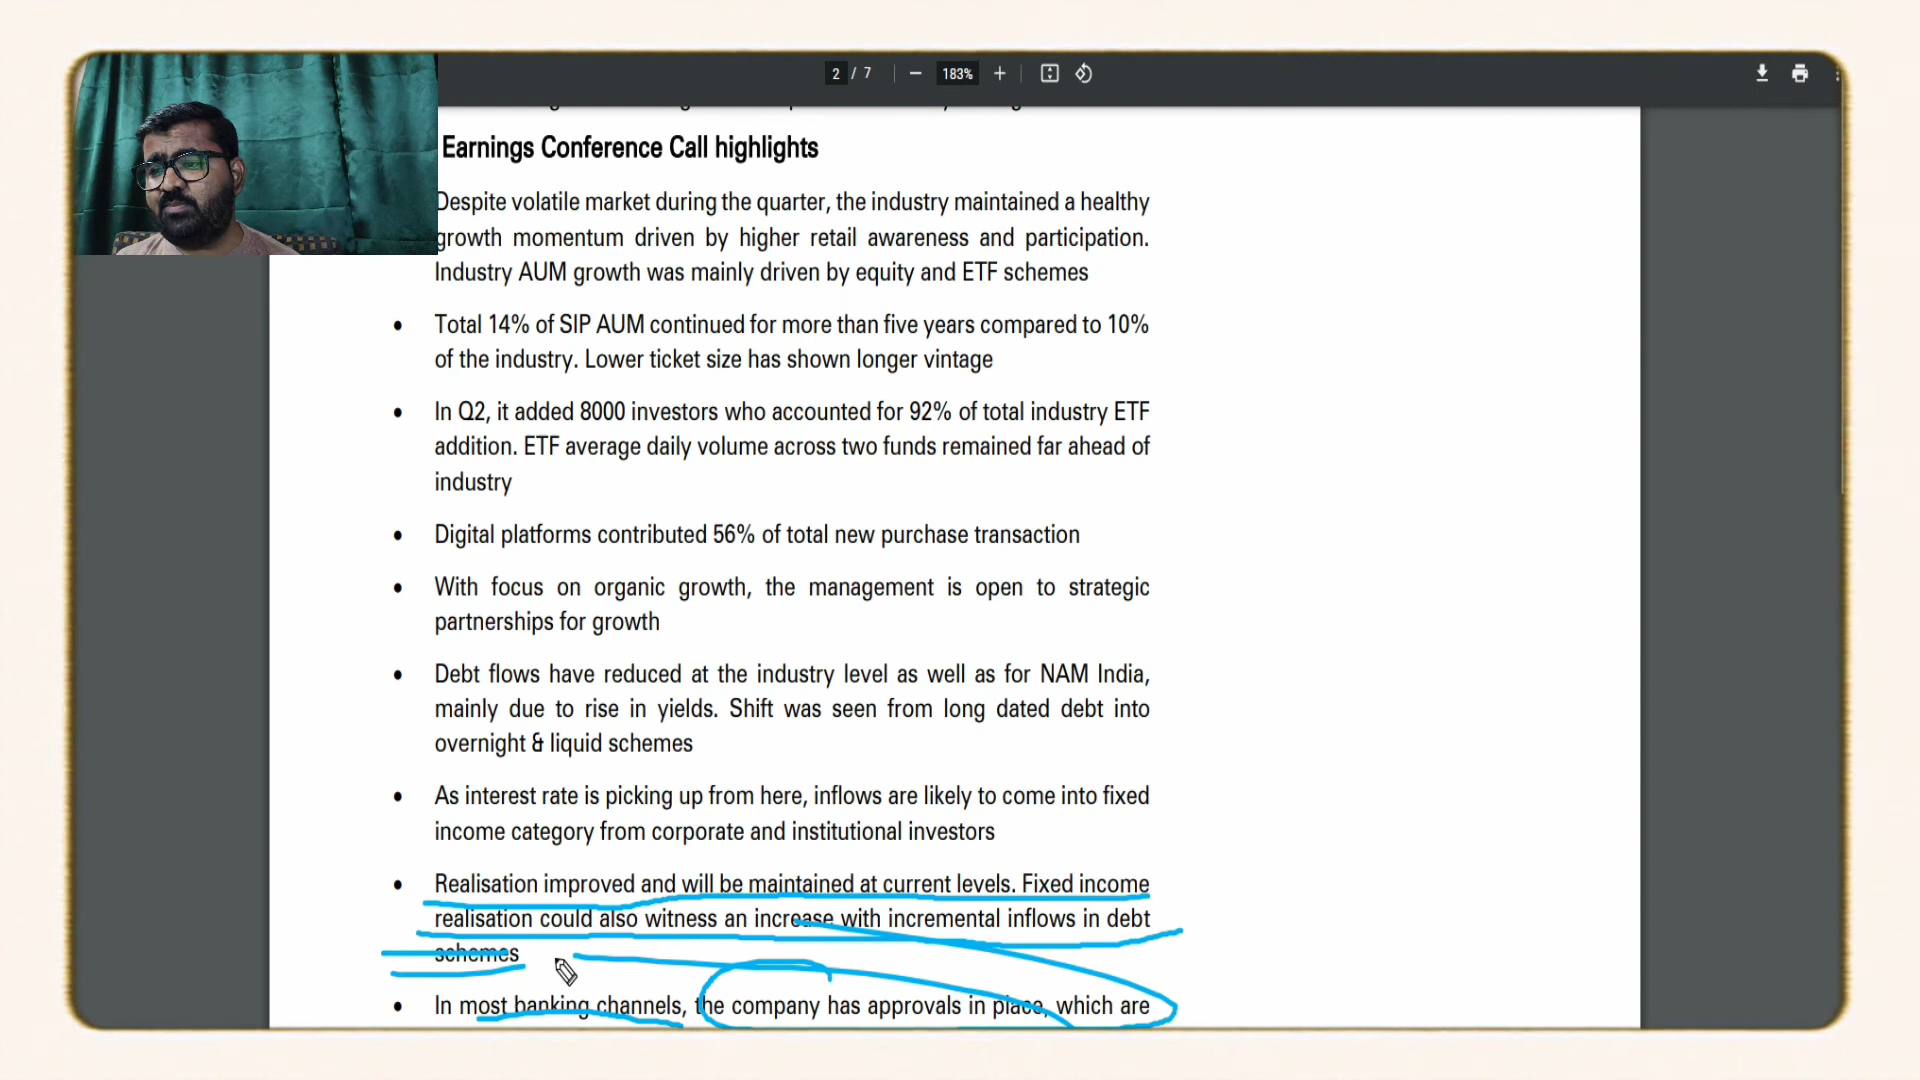 2 / 7
183%
Earnings Conference Call highlights
Despite volatile market during the quarter, the industry maintained a healthy
growth momentum driven by higher retail awareness and participation.
Industry AUM growth was mainly driven by equity and ETF schemes
• Total 14% of SIP AUM continued for more than five years compared to 10%
of the industry. Lower ticket size has shown longer vintage
• In Q2, it added 8000 investors who accounted for 92% of total industry ETF
addition. ETF average daily volume across two funds remained far ahead of
industry
• Digital platforms contributed 56% of total new purchase transaction
• With focus on organic growth, the management is open to strategic
partnerships for growth
• Debt flows have reduced at the industry level as well as for NAM India,
mainly due to rise in yields. Shift was seen from long dated debt into
overnight & liquid schemes
• As interest rate is picking up from here, inflows are likely to come into fixed
income category from corporate and institutional investors
• Realisation improved and will be maintained at current levels. Fixed income
realisation could also witness an increase with incremental inflows in debt
schemes
• In most banking channels, the company has approvals in place, which are